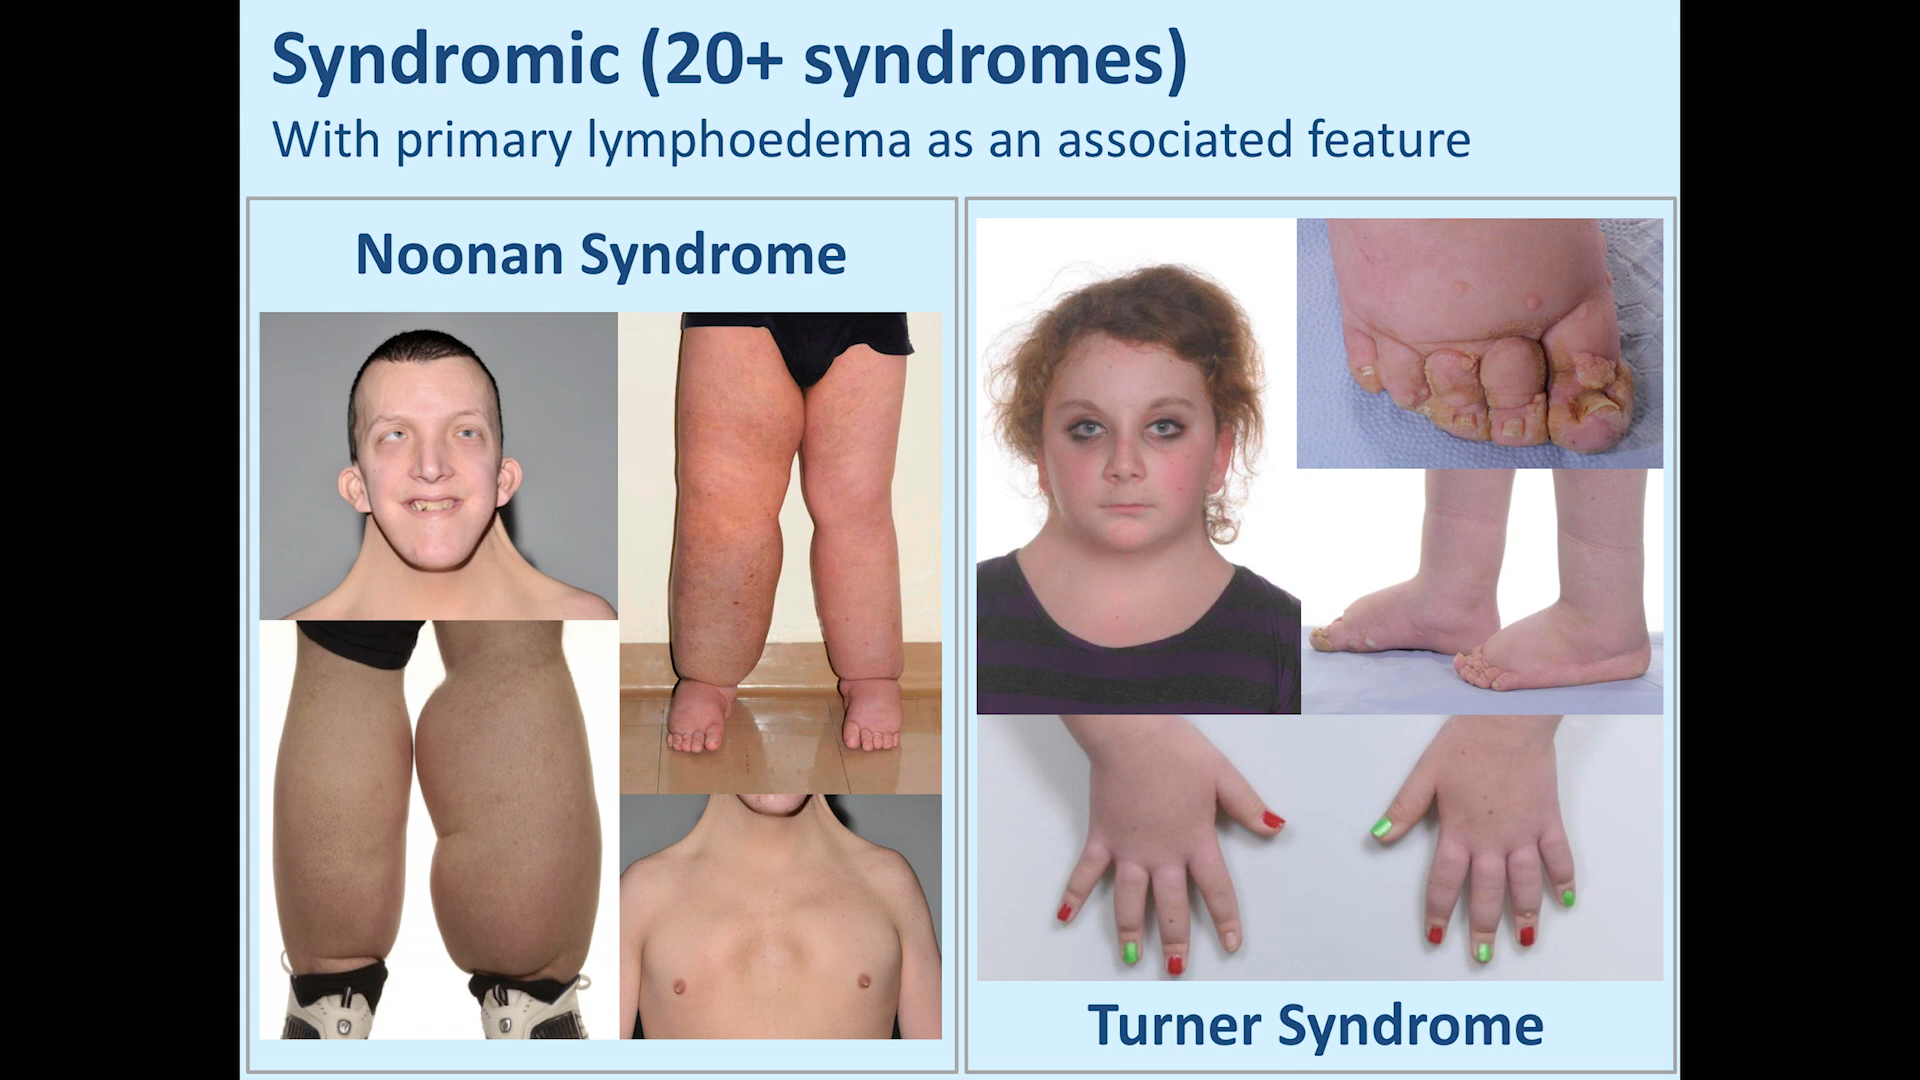 Syndromic (20+ syndromes)
With primary lymphoedema as an associated feature
Noonan Syndrome
Turner Syndrome